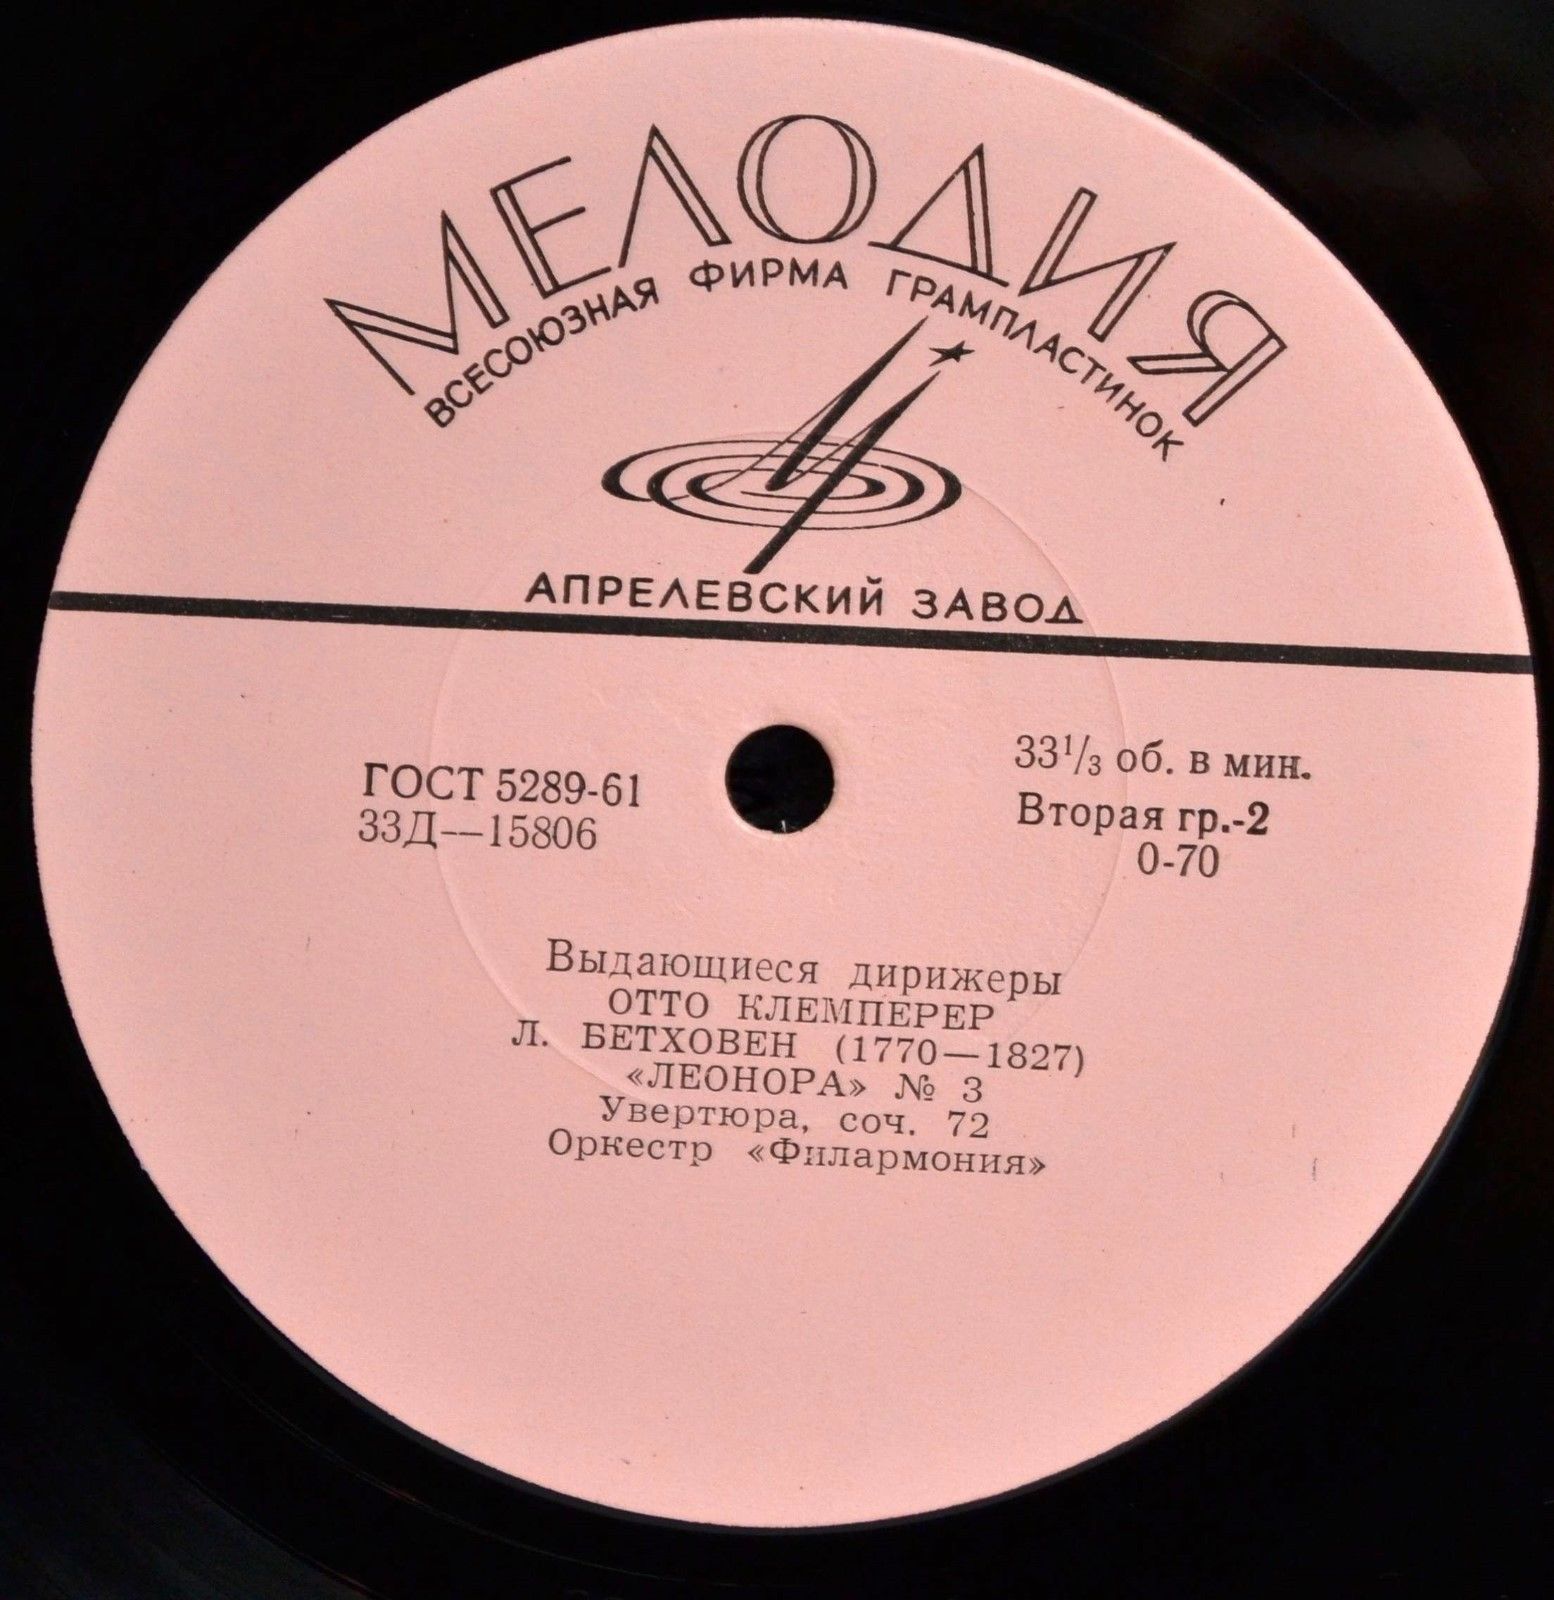 МЕЛОДИЯ
ВСЕСОЮЗНАЯ ФИРМА ГРАМПЛАСТИНОК
АПРЕЛЕВСКИЙ ЗАВОД
ГОСТ 5289-61
33Д—15806
33⅓ об. в мин.
Вторая гр.-2
0-70
Выдающиеся дирижеры
ОТТО КЛЕМПЕРЕР
Л. БЕТХОВЕН (1770—1827)
«ЛЕОНОРА» № 3
Увертюра, соч. 72
Оркестр «Филармония»